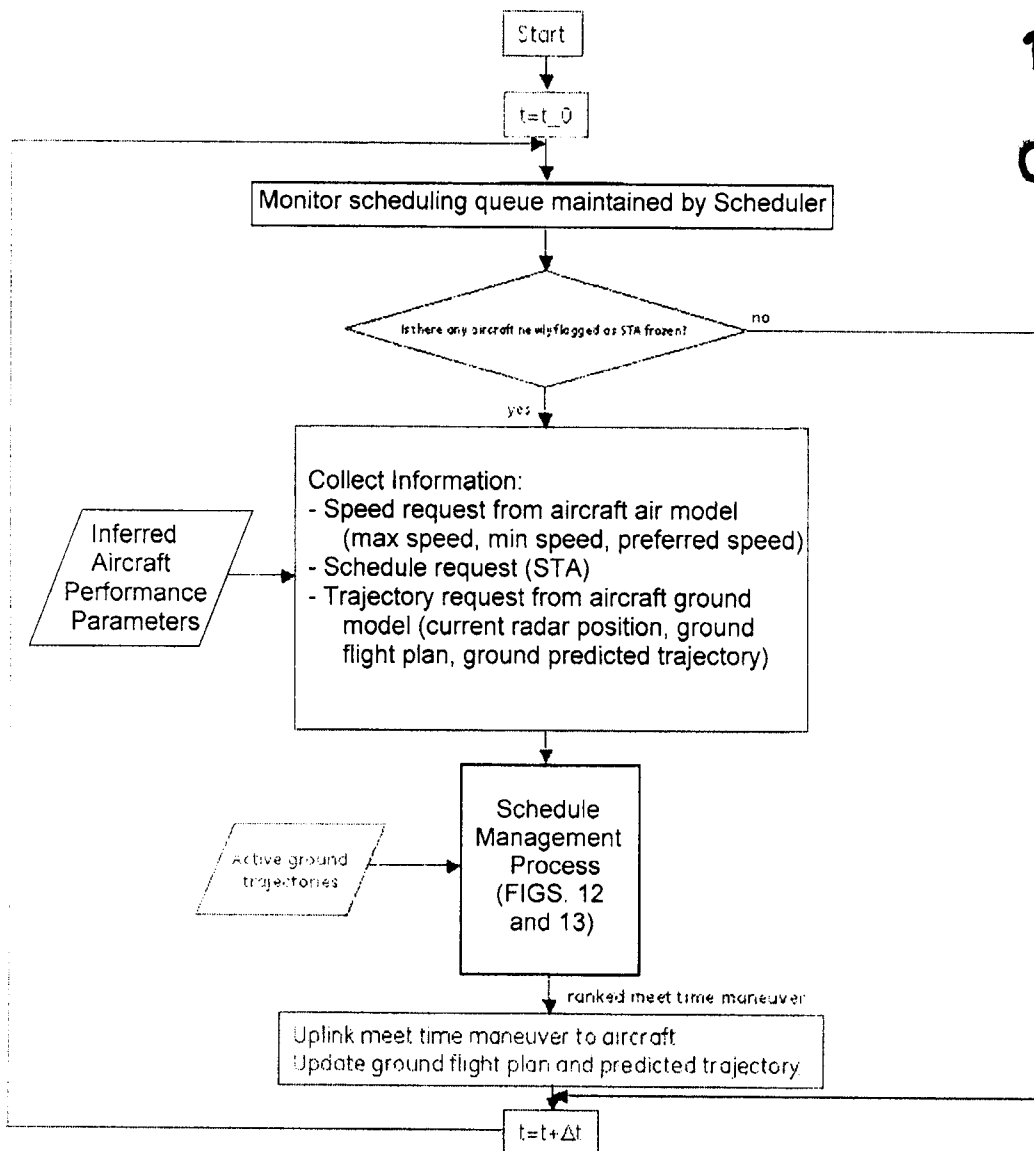 Start
t=t_0
Monitor scheduling queue maintained by Scheduler
Is there any aircraft newly flagged as STA frozen?
no
yes
Collect Information:
- Speed request from aircraft air model
(max speed, min speed, preferred speed)
- Schedule request (STA)
- Trajectory request from aircraft ground
model (current radar position, ground
flight plan, ground predicted trajectory)
Inferred
Aircraft
Performance
Parameters
Schedule
Management
Process
(FIGS. 12
and 13)
Active ground
trajectories
ranked meet time maneuver
Uplink meet time maneuver to aircraft
Update ground flight plan and predicted trajectory
t=t+Δt